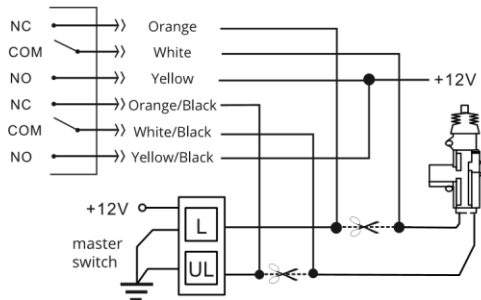 NC Orange
COM White
NO Yellow +12V
NC Orange/Black
COM White/Black
NO Yellow/Black
+12V
L
master
switch
UL